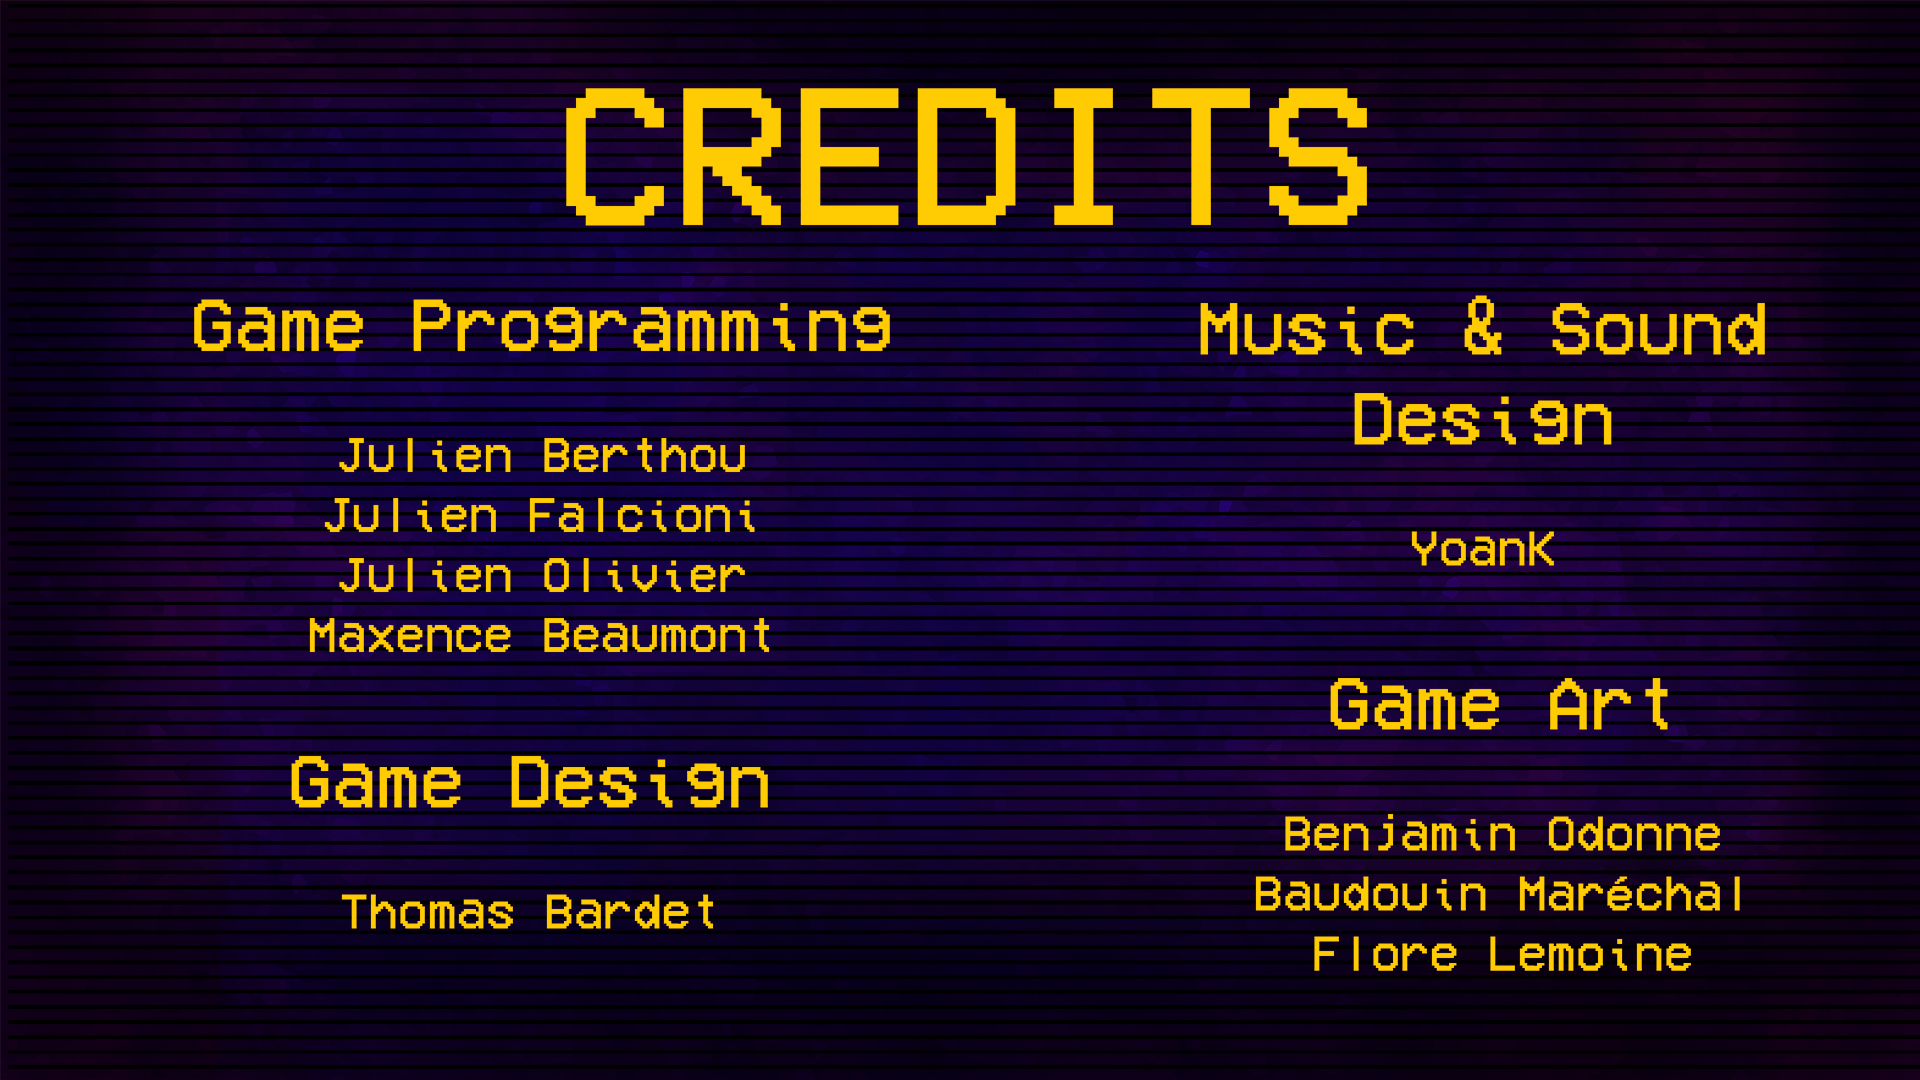 CREDITS
Game Programming
Julien Berthou
Julien Falcioni
Julien Olivier
Maxence Beaumont
Game Design
Thomas Bardet
Music & Sound
Design
YoanK
Game Art
Benjamin Odonne
Baudouin Maréchal
Flore Lemoine